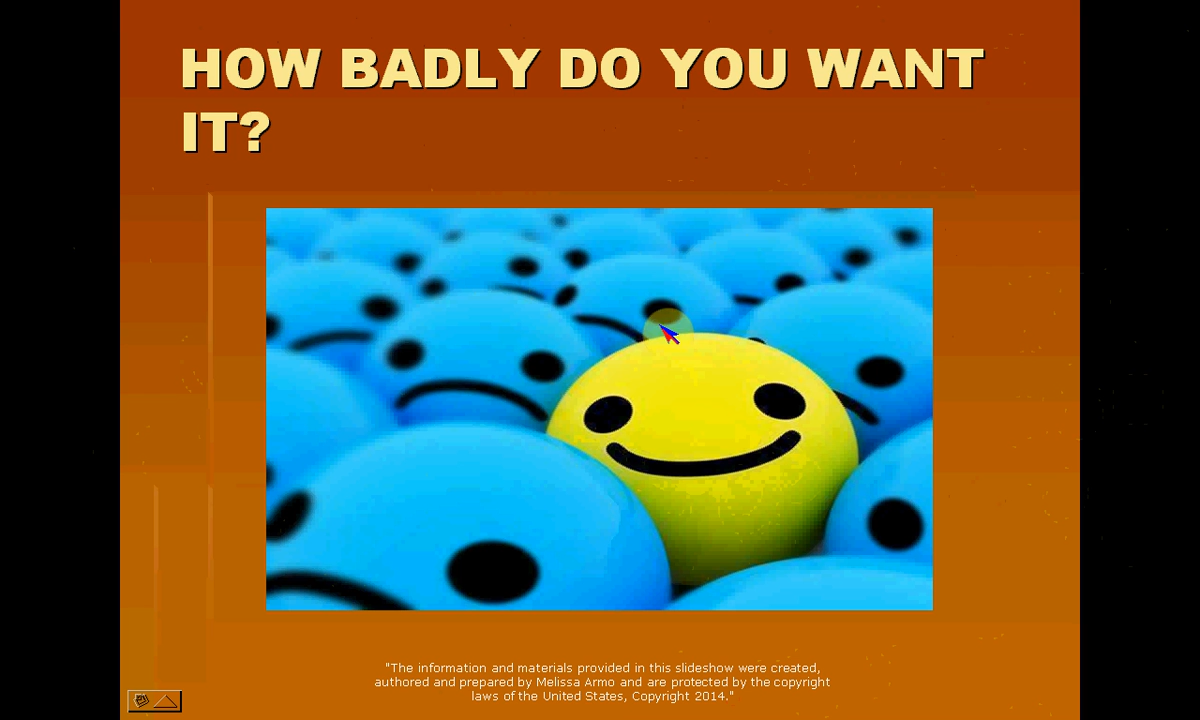 HOW BADLY DO YOU WANT
IT?
"The information and materials provided in this slideshow were created,
authored and prepared by Melissa Armo and are protected by the copyright
laws of the United States, Copyright 2014."